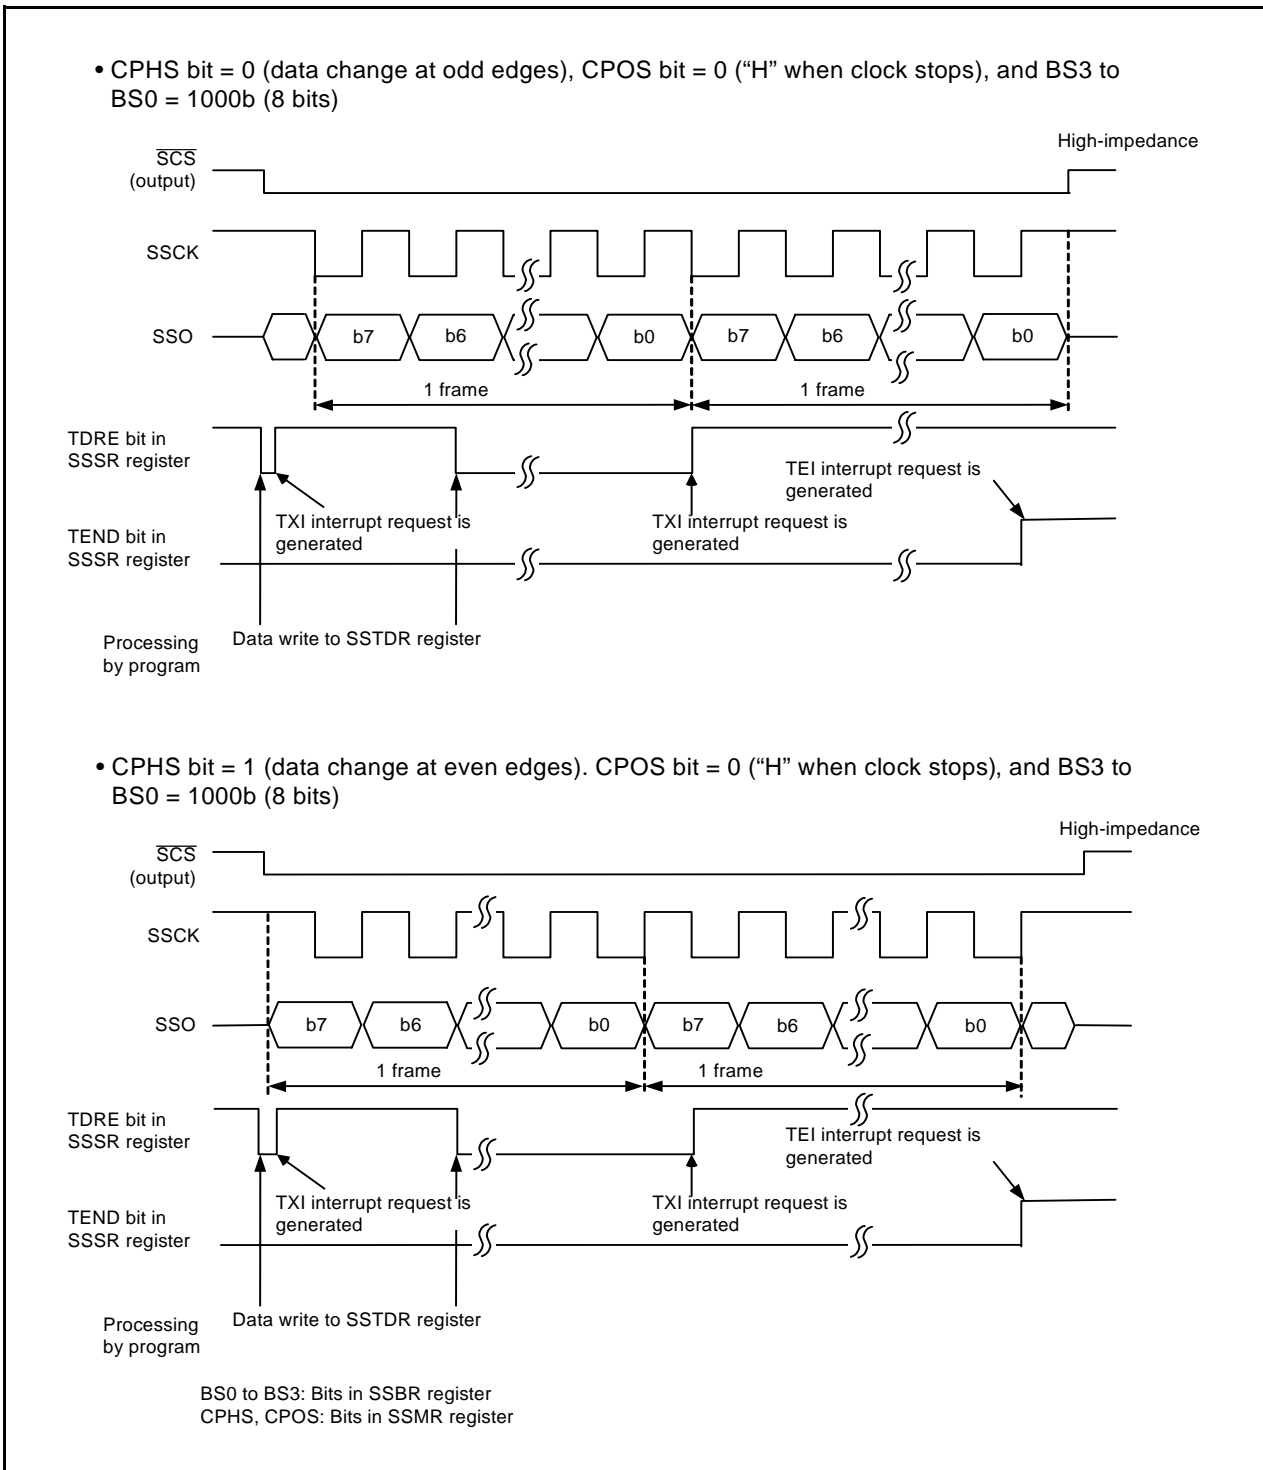 • CPHS bit = 0 (data change at odd edges), CPOS bit = 0 (“H” when clock stops), and BS3 to
BS0 = 1000b (8 bits)
High-impedance
SCS
(output)
SSCK
SSO
b7
b6
b0
b7
b6
b0
1 frame
1 frame
TDRE bit in
SSSR register
TEI interrupt request is
generated
TXI interrupt request is
generated
TXI interrupt request is
generated
TEND bit in
SSSR register
Processing
by program
Data write to SSTDR register
• CPHS bit = 1 (data change at even edges). CPOS bit = 0 (“H” when clock stops), and BS3 to
BS0 = 1000b (8 bits)
High-impedance
SCS
(output)
SSCK
SSO
b7
b6
b0
b7
b6
b0
1 frame
1 frame
TDRE bit in
SSSR register
TEI interrupt request is
generated
TXI interrupt request is
generated
TXI interrupt request is
generated
TEND bit in
SSSR register
Processing
by program
Data write to SSTDR register
BS0 to BS3: Bits in SSBR register
CPHS, CPOS: Bits in SSMR register